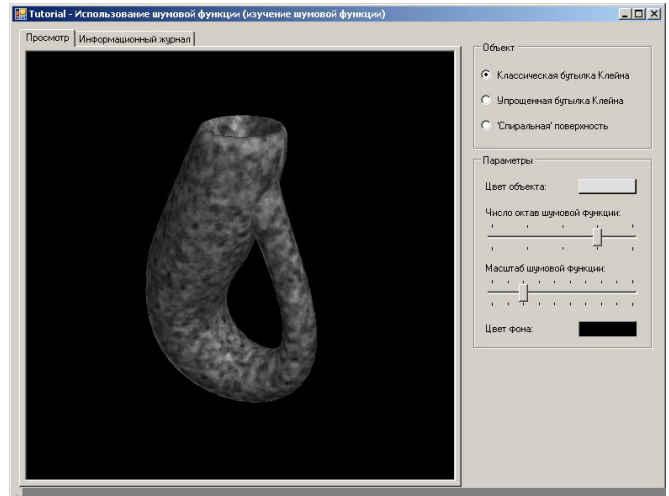 Tutorial - Использование шумовой функции (изучение шумовой функции)
Просмотр
Информационный журнал
Объект
Классическая бутылка Клейна
Упрощенная бутылка Клейна
'Спиральная' поверхность
Параметры
Цвет объекта:
Число октав шумовой функции:
Масштаб шумовой функции:
Цвет фона: